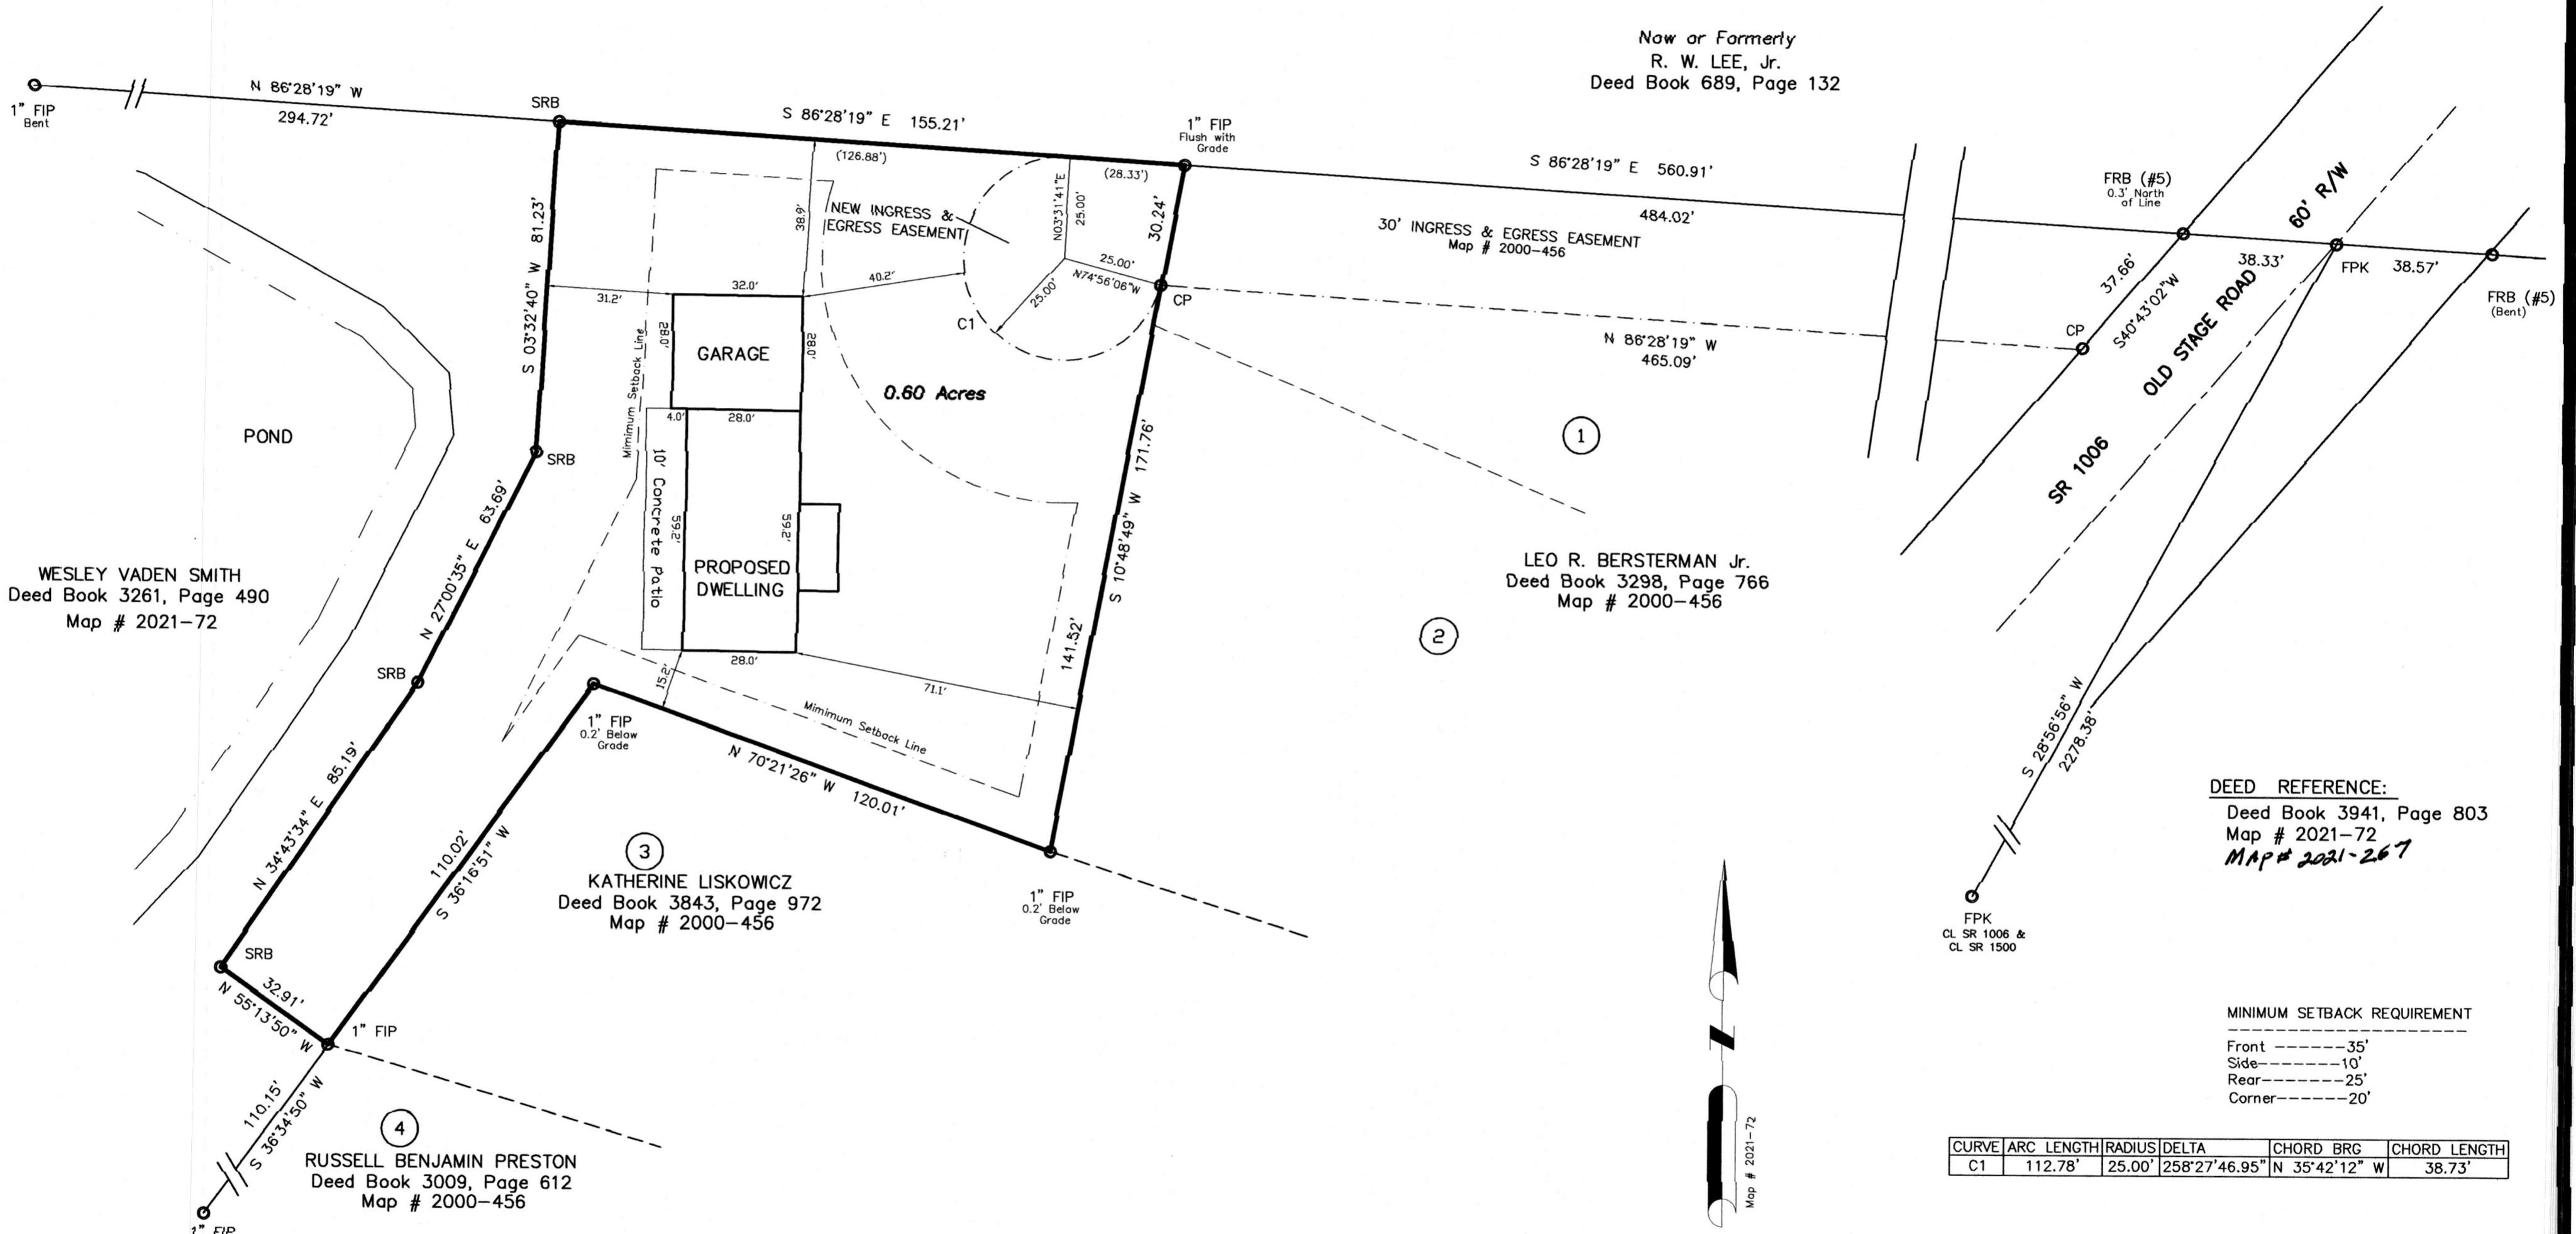 Now or Formerly
R. W. LEE, Jr.
Deed Book 689, Page 132
1" FIP
Bent
N 86°28'19" W
294.72'
SRB
S 86°28'19" E 155.21'
(126.88')
(28.33')
1" FIP
Flush with
Grade
S 86°28'19" E 560.91'
484.02'
30' INGRESS & EGRESS EASEMENT
Map # 2000-456
FRB (#5)
0.3' North
of Line
60' R/W
38.33'
FPK
38.57'
FRB (#5)
(Bent)
37.66'
S40°43'02"W
CP
OLD STAGE ROAD
SR 1006
N 86°28'19" W
465.09'
S 03°32'40" W 81.23'
38.9'
NEW INGRESS &
EGRESS EASEMENT
N03°31'41"E
25.00'
30.24'
25.00'
N74°56'06"W
25.00'
CP
C1
31.2'
32.0'
40.2'
28.0'
GARAGE
28.0'
Mimimum Setback Line
4.0'
28.0'
0.60 Acres
POND
SRB
10' Concrete Patio
59.2'
59.2'
PROPOSED
DWELLING
28.0'
15.2'
71.1'
S 10°48'49" W 171.76'
141.52'
1
2
LEO R. BERSTERMAN Jr.
Deed Book 3298, Page 766
Map # 2000-456
WESLEY VADEN SMITH
Deed Book 3261, Page 490
Map # 2021-72
N 27°00'35" E 63.69'
SRB
1" FIP
0.2' Below
Grade
Mimimum Setback Line
N 70°21'26" W 120.01'
N 34°43'34" E 85.19'
110.02'
S 36°16'51" W
3
KATHERINE LISKOWICZ
Deed Book 3843, Page 972
Map # 2000-456
1" FIP
0.2' Below
Grade
S 28°56'56" W
2278.38'
FPK
CL SR 1006 &
CL SR 1500
DEED REFERENCE:
Deed Book 3941, Page 803
Map # 2021-72
MAP# 2021-267
SRB
32.91'
N 55°13'50" W
1" FIP
110.15'
S 36°34'50" W
4
RUSSELL BENJAMIN PRESTON
Deed Book 3009, Page 612
Map # 2000-456
1" FIP
N
Map # 2021-72
MINIMUM SETBACK REQUIREMENT
Front ------35'
Side-------10'
Rear-------25'
Corner------20'
CURVE ARC LENGTH RADIUS DELTA CHORD BRG CHORD LENGTH
C1 112.78' 25.00' 258°27'46.95" N 35°42'12" W 38.73'